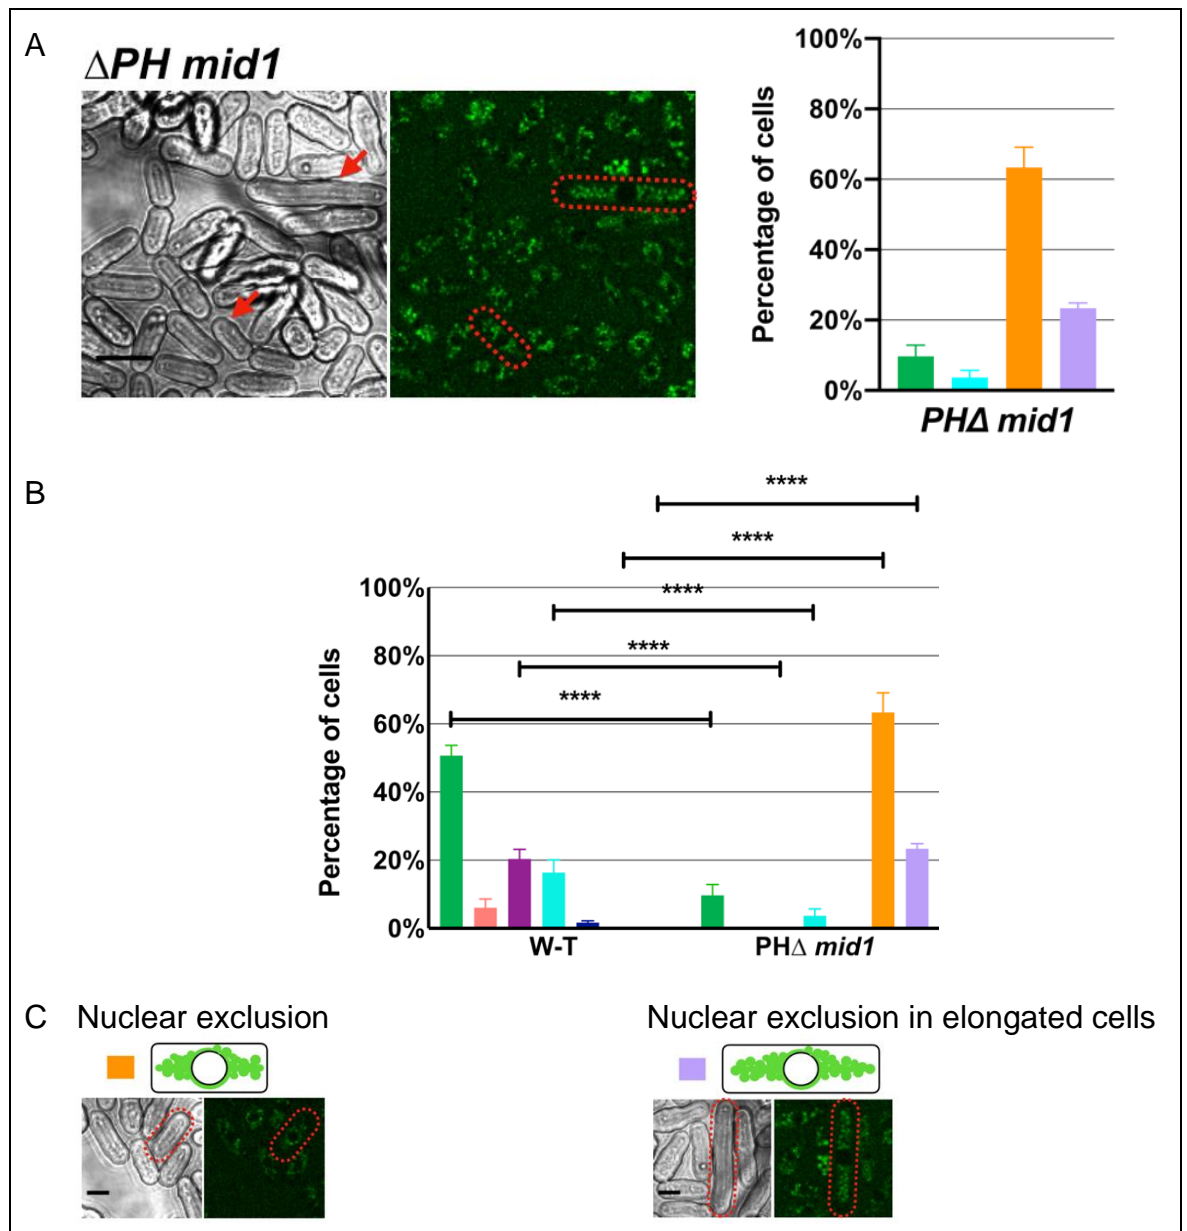 A
ΔPH mid1
Percentage of cells
100%
80%
60%
40%
20%
0%
PHΔ mid1
B
****
****
****
****
****
Percentage of cells
100%
80%
60%
40%
20%
0%
W-T
PHΔ mid1
C Nuclear exclusion
Nuclear exclusion in elongated cells